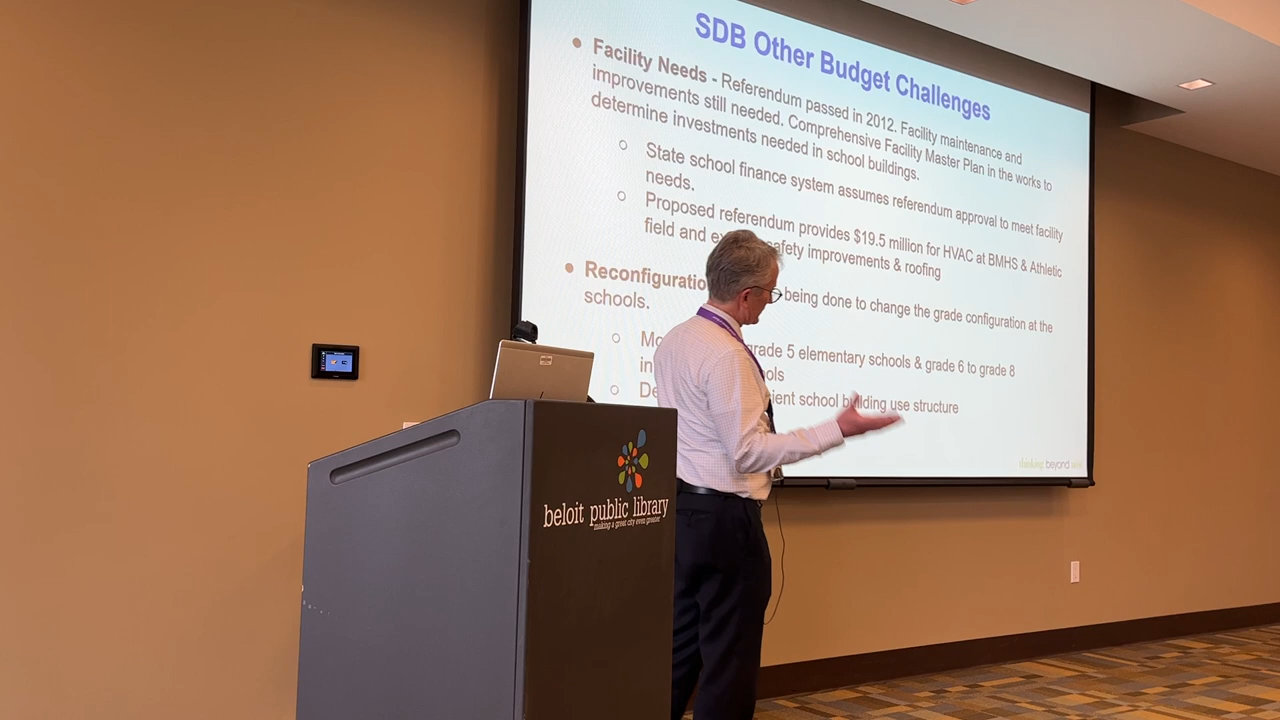 SDB Other Budget Challenges
● Facility Needs - Referendum passed in 2012. Facility maintenance and
improvements still needed. Comprehensive Facility Master Plan in the works to
determine investments needed in school buildings.
○ State school finance system assumes referendum approval to meet facility
needs.
○ Proposed referendum provides $19.5 million for HVAC at BMHS & Athletic
field and safety improvements & roofing
● being done to change the grade configuration at the
schools.
○ grade 5 elementary schools & grade 6 to grade 8
○ school building use structure
thinking beyond
beloit public library
making a great city even greater